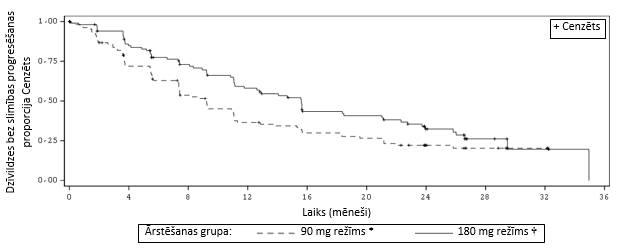 + Cenzēts
Dzīvildzes bez slimības progresēšanas
proporcija Cenzēts
1.00
0.75
0.50
0.25
0.00
0 4 8 12 16 20 24 28 32 36
Laiks (mēneši)
Ārstēšanas grupa: 90 mg režīms * 180 mg režīms †